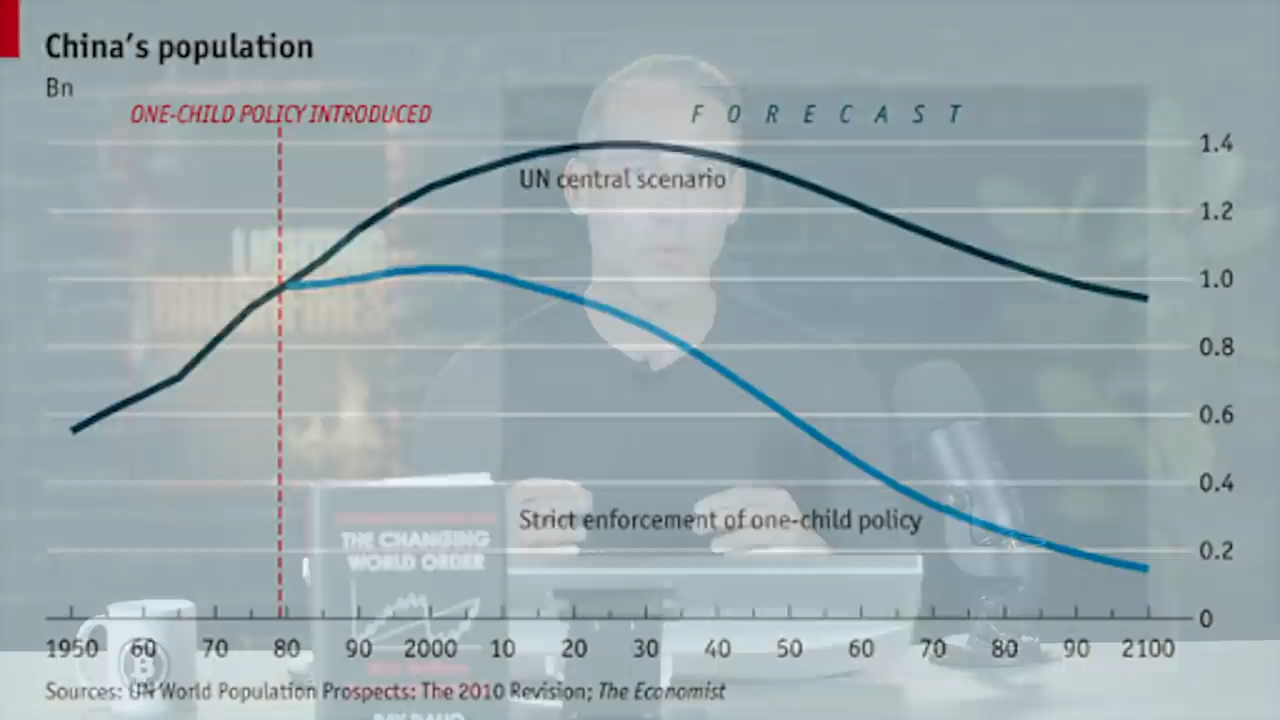 China's population
Bn
ONE-CHILD POLICY INTRODUCED
FORECAST
1.4
UN central scenario
1.2
1.0
0.8
0.6
0.4
Strict enforcement of one-child policy
THE CHANGING
WORLD ORDER
0.2
0
1950 60 70 80 90 2000 10 20 30 40 50 60 70 80 90 2100
Sources: UN World Population Prospects: The 2010 Revision; The Economist
RAY DALIO